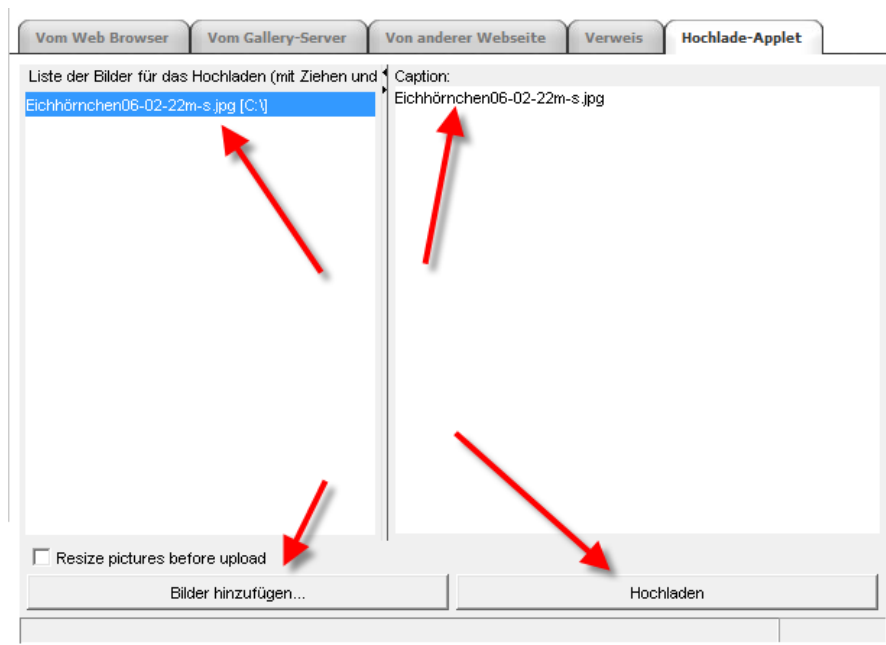 Vom Web Browser
Vom Gallery-Server
Von anderer Webseite
Verweis
Hochlade-Applet
Liste der Bilder für das Hochladen (mit Ziehen und
Eichhörnchen06-02-22m-s.jpg [C:\]
Caption:
Eichhörnchen06-02-22m-s.jpg
Resize pictures before upload
Bilder hinzufügen...
Hochladen